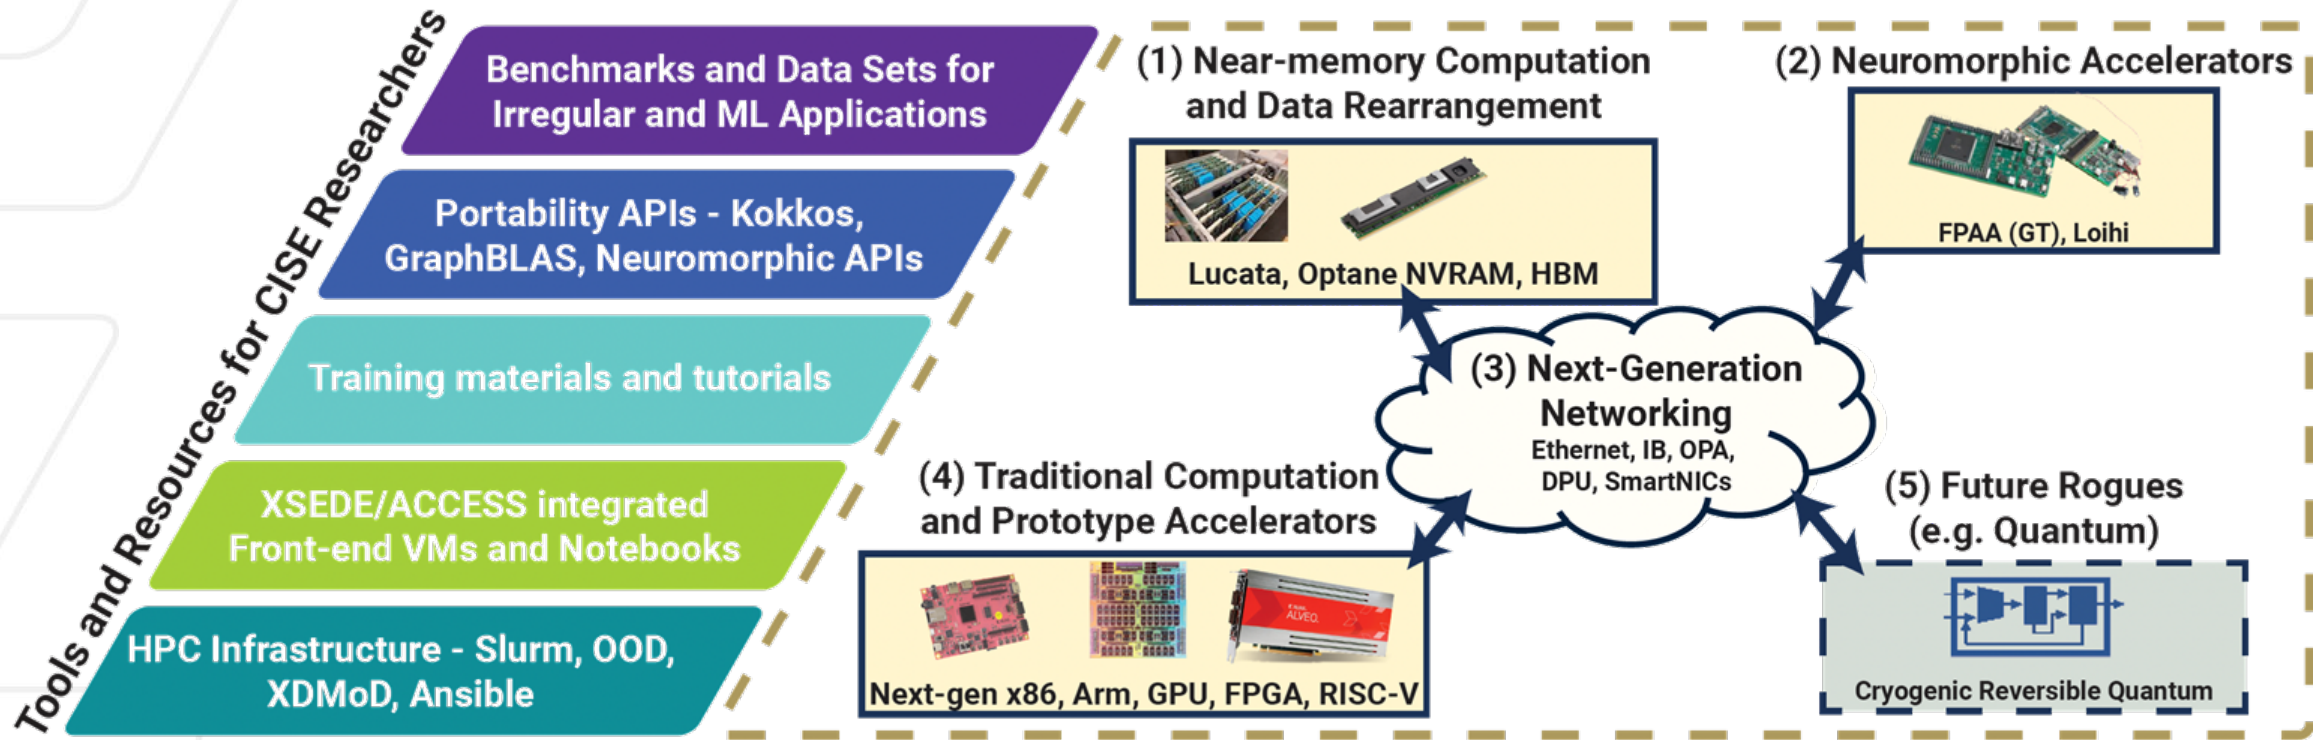 Tools and Resources for CISE Researchers
Benchmarks and Data Sets for
Irregular and ML Applications
Portability APIs - Kokkos,
GraphBLAS, Neuromorphic APIs
Training materials and tutorials
XSEDE/ACCESS integrated
Front-end VMs and Notebooks
HPC Infrastructure - Slurm, OOD,
XDMoD, Ansible
(1) Near-memory Computation
and Data Rearrangement
Lucata, Optane NVRAM, HBM
(2) Neuromorphic Accelerators
FPAA (GT), Loihi
(3) Next-Generation
Networking
Ethernet, IB, OPA,
DPU, SmartNICs
(4) Traditional Computation
and Prototype Accelerators
ALVEO.
Next-gen x86, Arm, GPU, FPGA, RISC-V
(5) Future Rogues
(e.g. Quantum)
Cryogenic Reversible Quantum